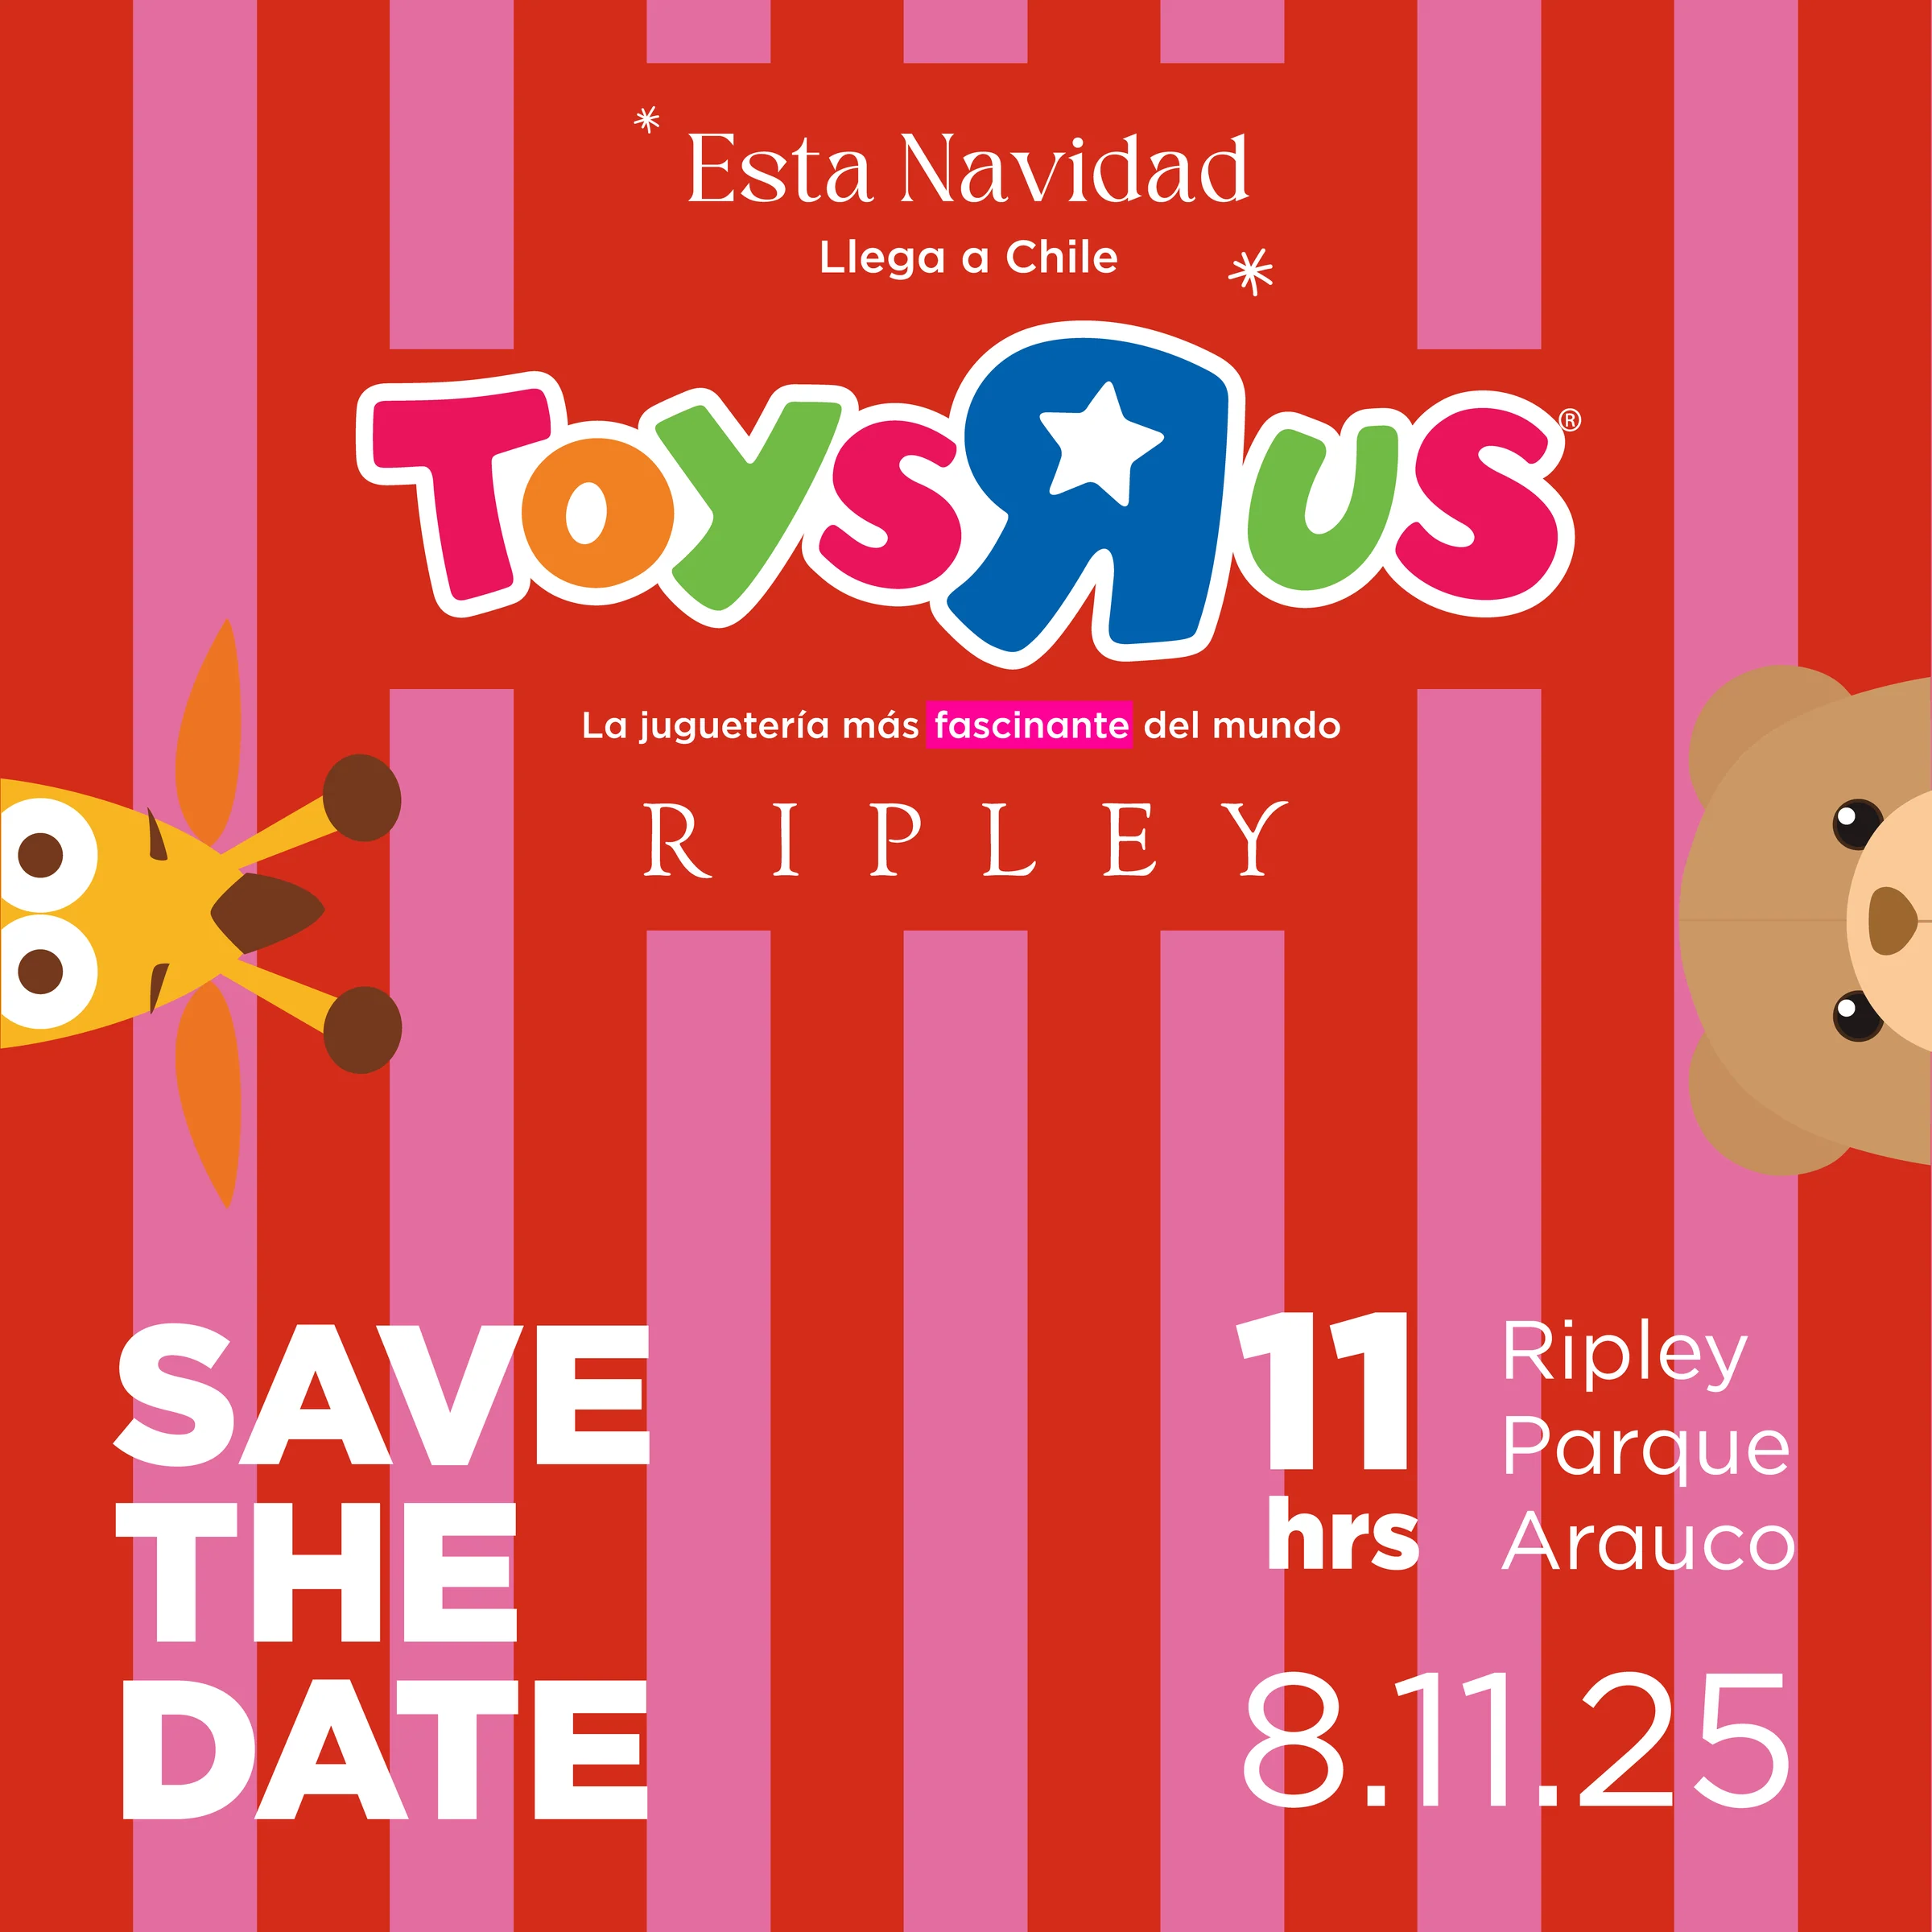 Esta Navidad
Llega a Chile
TOYSRUS®
La juguetería más fascinante del mundo
RIPLEY
SAVE
THE
DATE
11
hrs
Ripley
Parque
Arauco
8.11.25